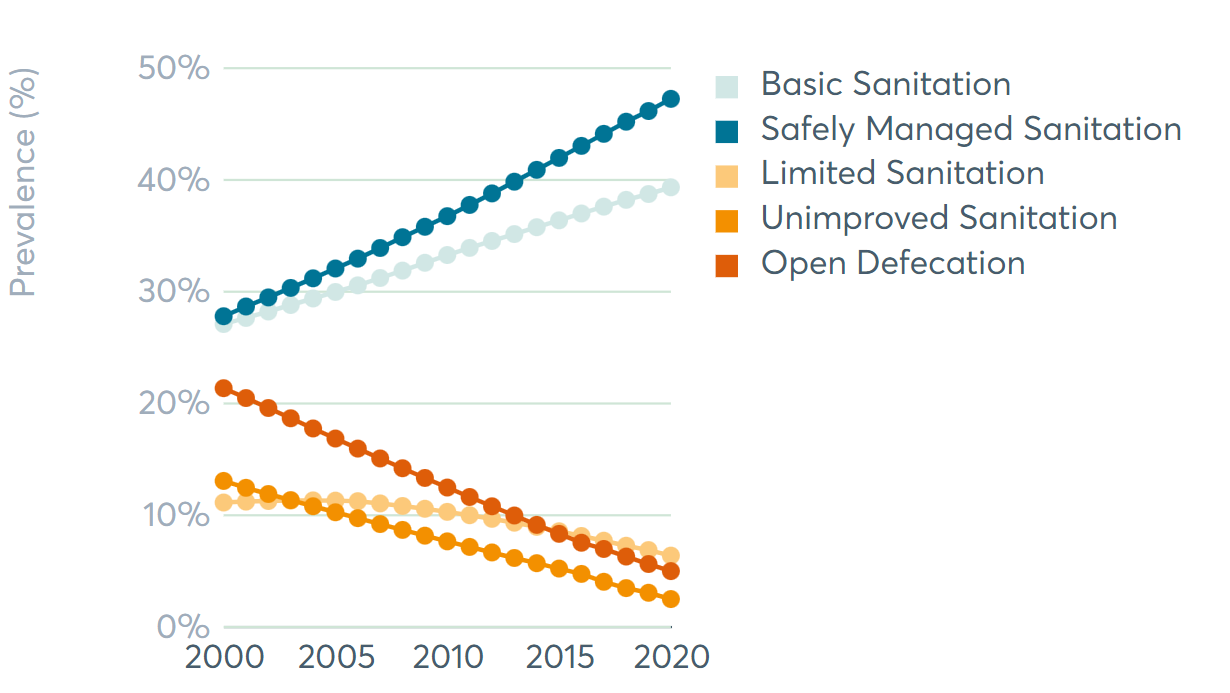 Prevalence (%)
50%
40%
30%
20%
10%
0%
2000 2005 2010 2015 2020
Basic Sanitation
Safely Managed Sanitation
Limited Sanitation
Unimproved Sanitation
Open Defecation